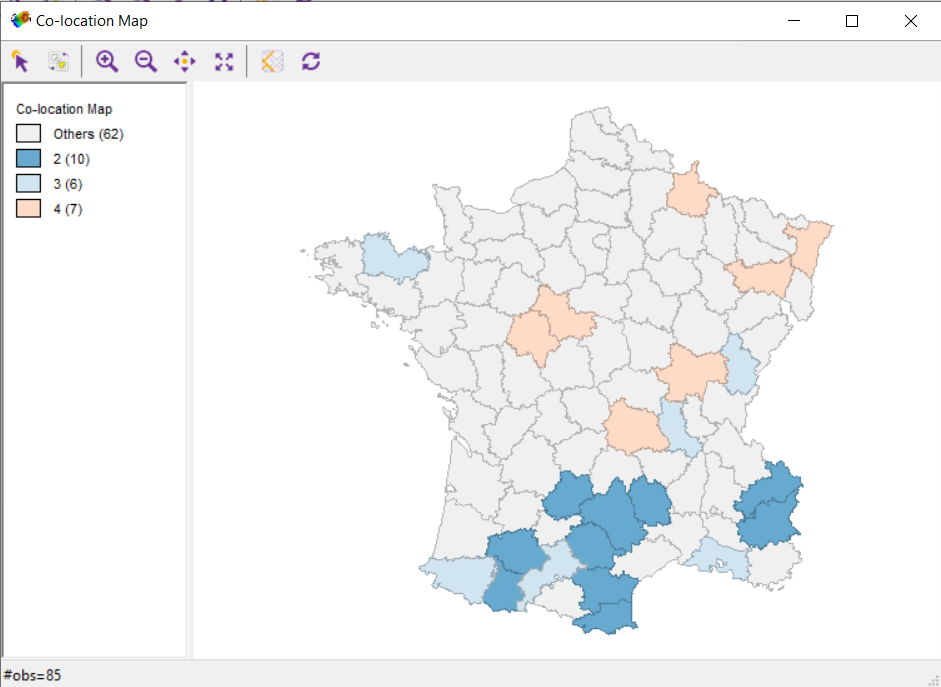 Co-location Map
Co-location Map
Others (62)
2 (10)
3 (6)
4 (7)
#obs=85